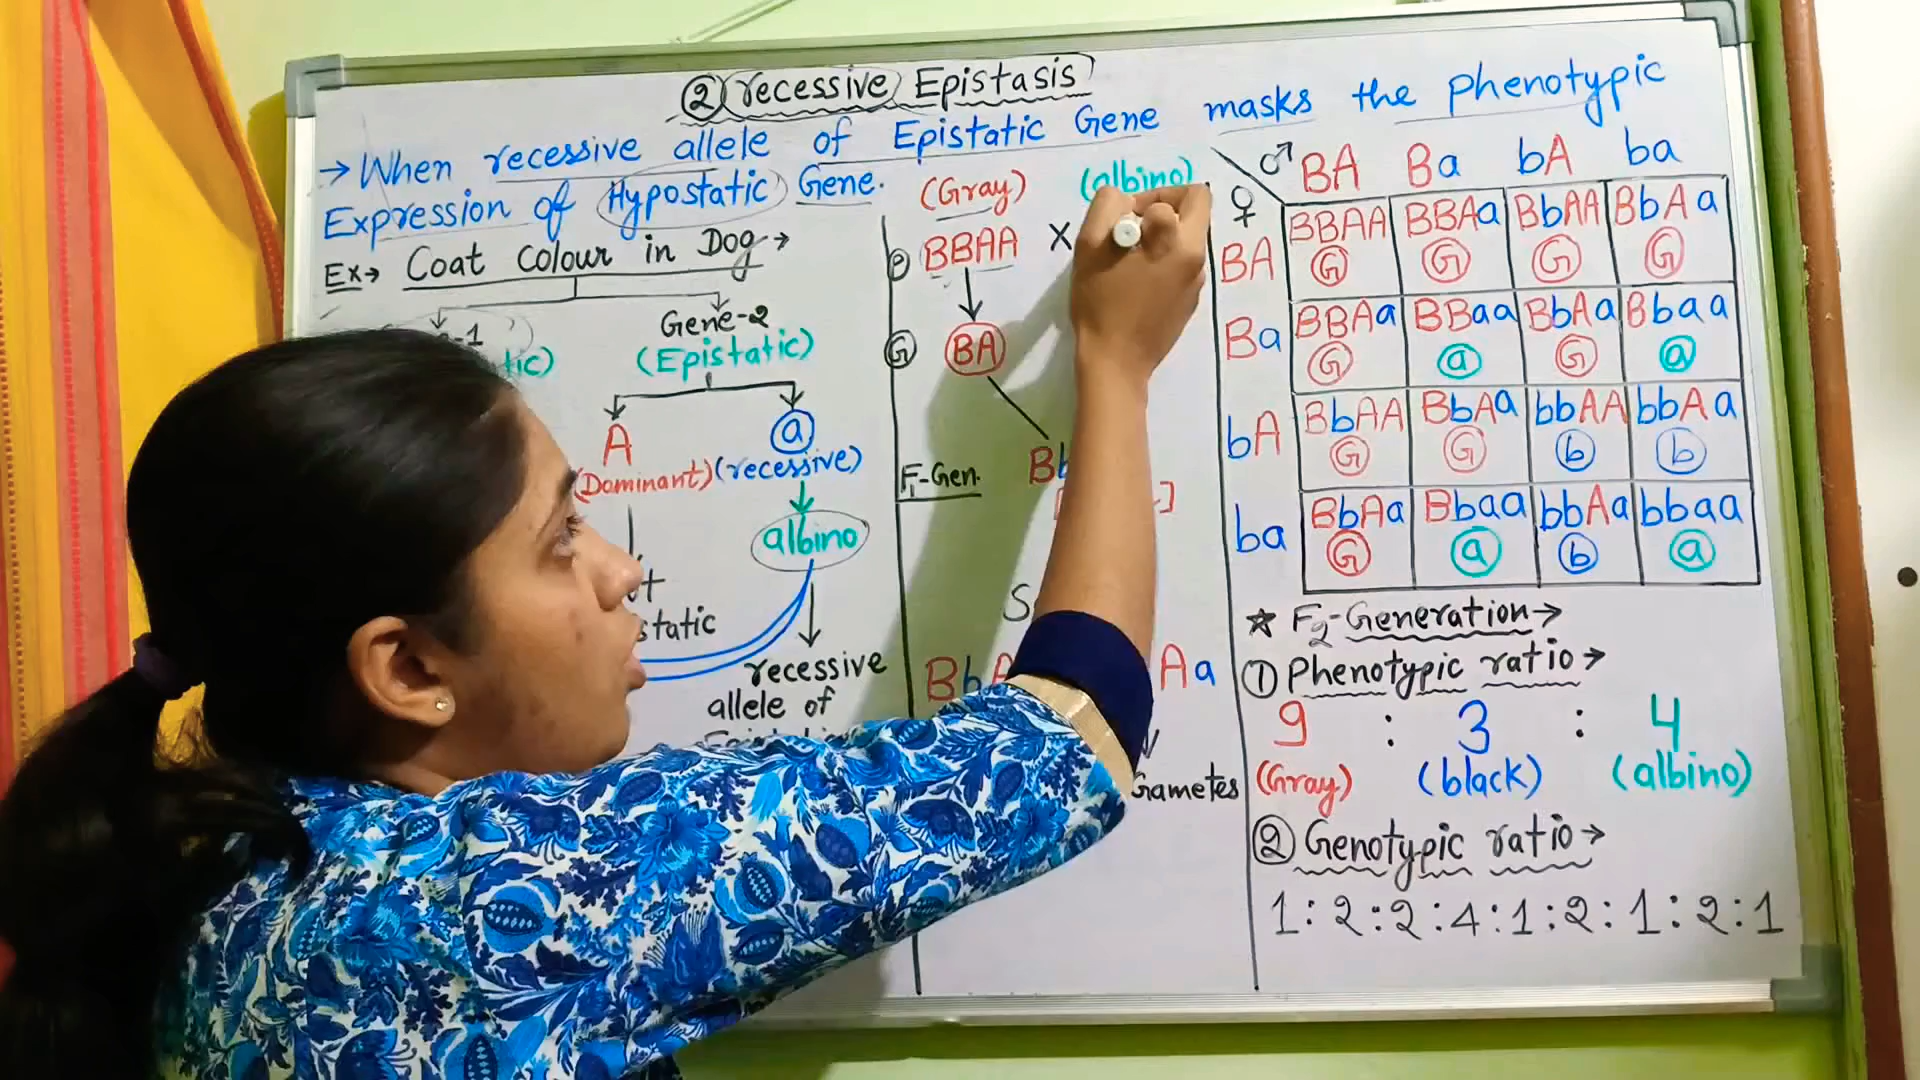 ② recessive Epistasis
→ When recessive allele of Epistatic Gene masks the phenotypic
Expression of Hypostatic Gene.
Ex→ Coat Colour in Dog→
Gene-2
(Epistatic)
A
(Dominant)
a
(recessive)
albino
recessive
allele of
(Gray)
(albino)
P
BBAA
X
G
BA
F1-Gen.
Aa
Gametes
♂ BA Ba bA ba
♀
BA BBAA BBAa BbAA BbAa
G G G G
Ba BBAa BBaa BbAa Bbaa
G a G a
bA BbAA BbAa bbAA bbAa
G G b b
ba BbAa Bbaa bbAa bbaa
G a b a
★ F2-Generation→
① Phenotypic ratio→
9 : 3 : 4
(Gray) (black) (albino)
② Genotypic ratio→
1:2:2:4:1:2:1:2:1